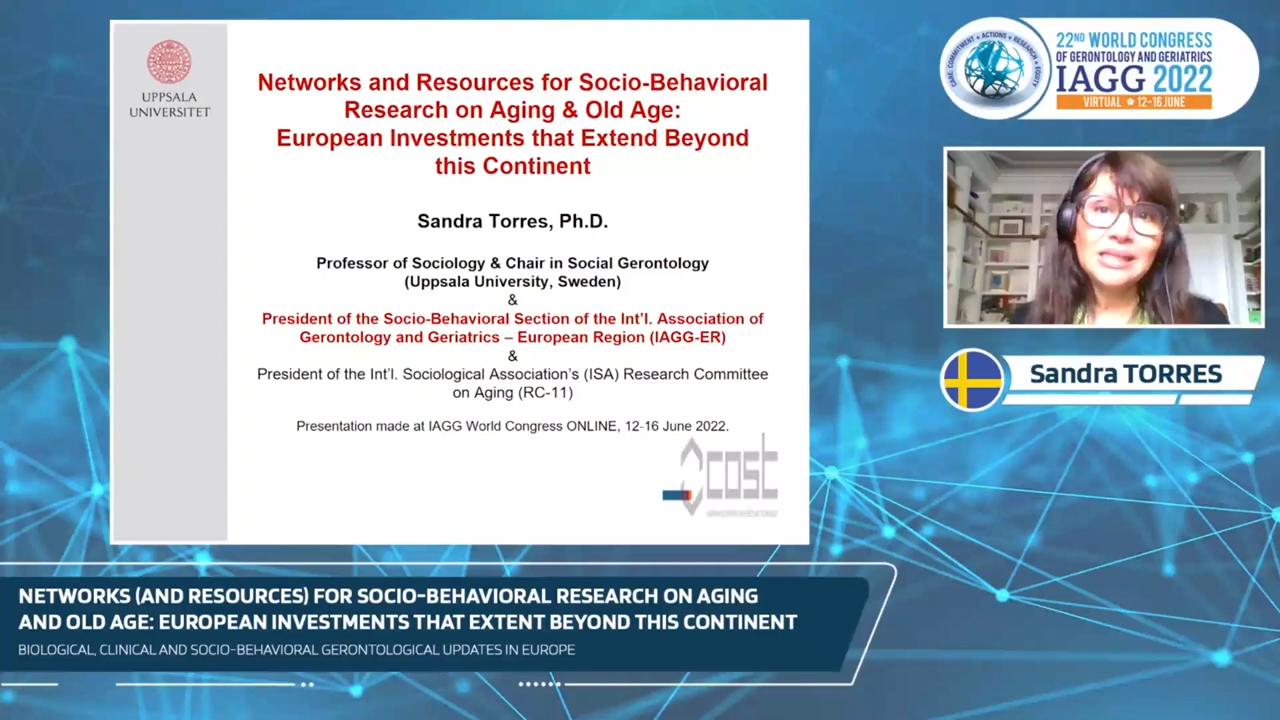 UPPSALA
UNIVERSITET
Networks and Resources for Socio-Behavioral
Research on Aging & Old Age:
European Investments that Extend Beyond
this Continent
Sandra Torres, Ph.D.
Professor of Sociology & Chair in Social Gerontology
(Uppsala University, Sweden)
&
President of the Socio-Behavioral Section of the Int'l. Association of
Gerontology and Geriatrics – European Region (IAGG-ER)
&
President of the Int'l. Sociological Association's (ISA) Research Committee
on Aging (RC-11)
Presentation made at IAGG World Congress ONLINE, 12-16 June 2022.
cost
22ND WORLD CONGRESS
OF GERONTOLOGY AND GERIATRICS
IAGG 2022
VIRTUAL 12-16 JUNE
CARE: COMMITMENT + ACTIONS + RESEARCH + EQUITY
Sandra TORRES
NETWORKS (AND RESOURCES) FOR SOCIO-BEHAVIORAL RESEARCH ON AGING
AND OLD AGE: EUROPEAN INVESTMENTS THAT EXTENT BEYOND THIS CONTINENT
BIOLOGICAL, CLINICAL AND SOCIO-BEHAVIORAL GERONTOLOGICAL UPDATES IN EUROPE